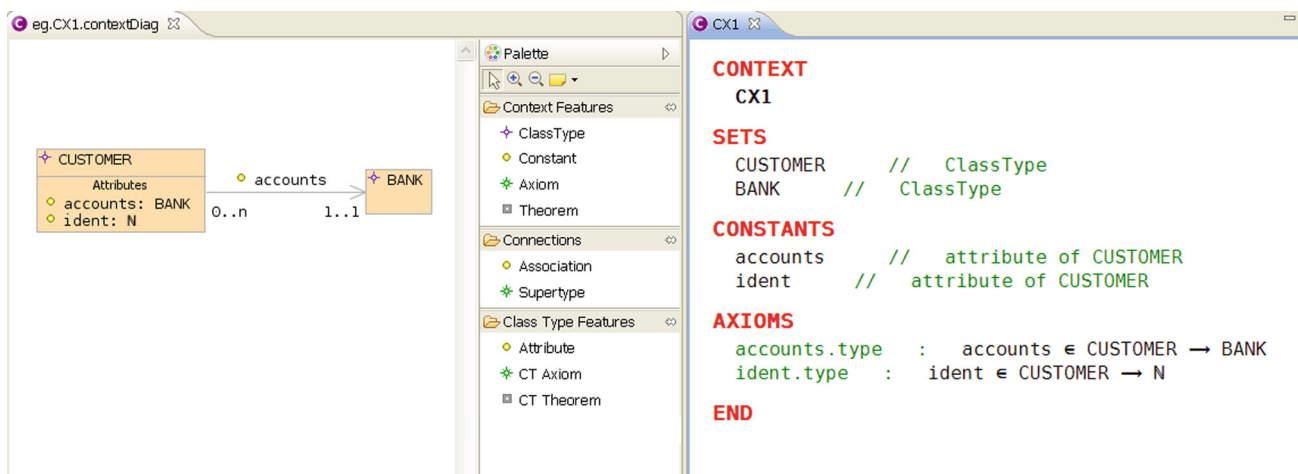 eg.CX1.contextDiag
CUSTOMER
Attributes
accounts: BANK
ident: ℕ
accounts
0..n
1..1
BANK
Palette
Context Features
ClassType
Constant
Axiom
Theorem
Connections
Association
Supertype
Class Type Features
Attribute
CT Axiom
CT Theorem
CX1
CONTEXT
CX1
SETS
CUSTOMER // ClassType
BANK // ClassType
CONSTANTS
accounts // attribute of CUSTOMER
ident // attribute of CUSTOMER
AXIOMS
accounts.type : accounts ∈ CUSTOMER → BANK
ident.type : ident ∈ CUSTOMER → ℕ
END